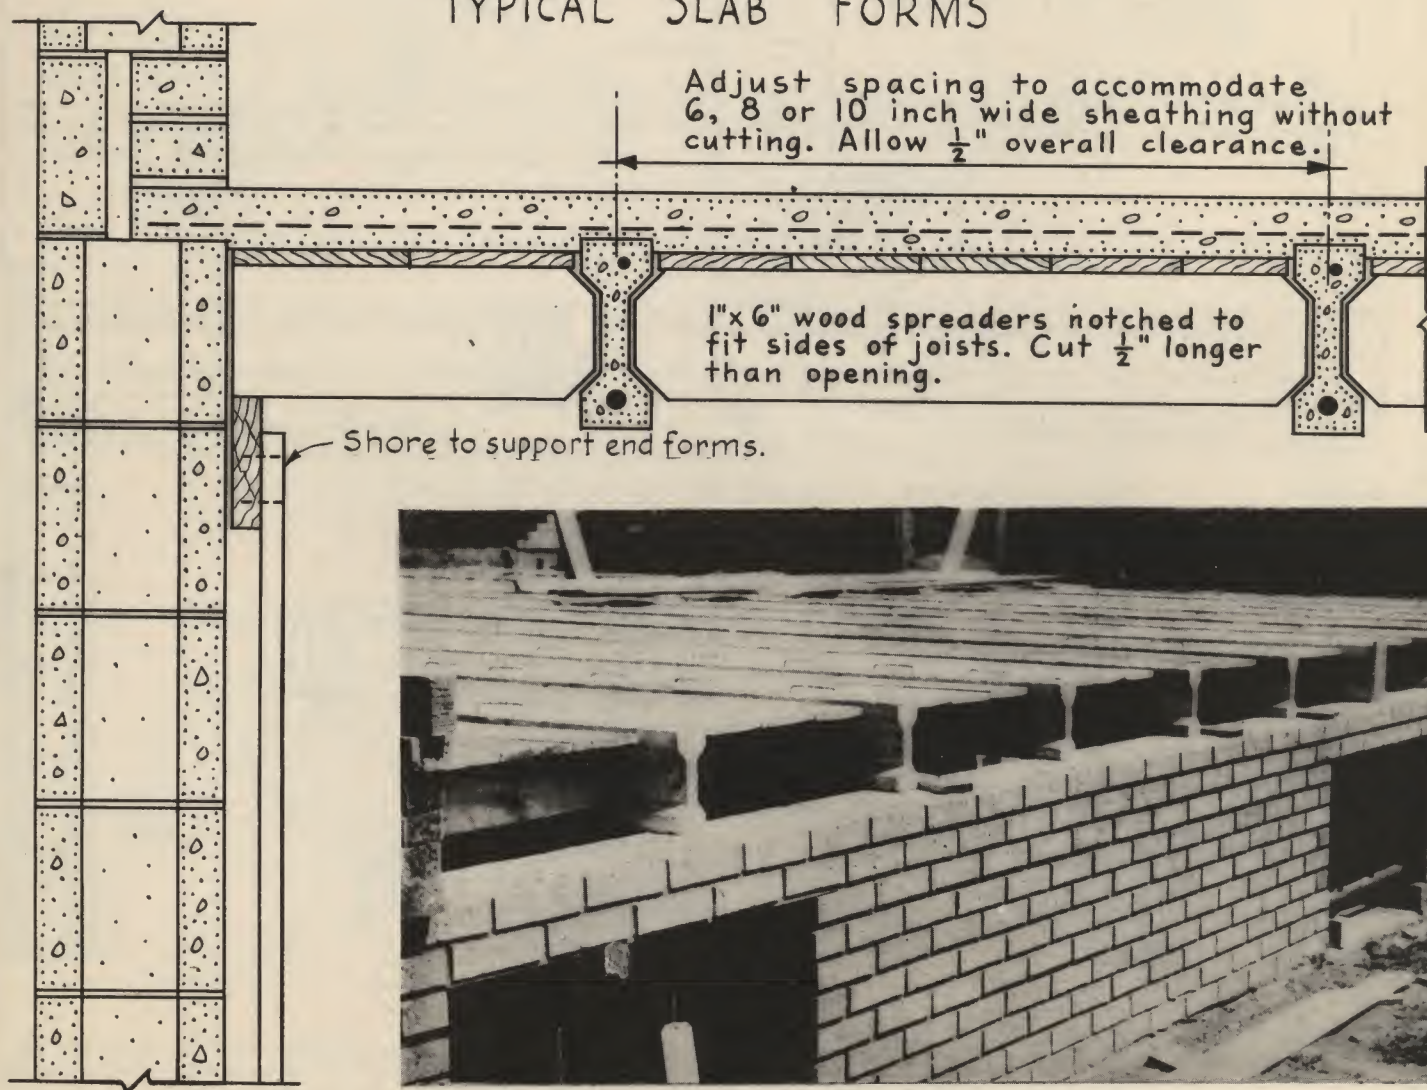 TYPICAL SLAB FORMS
Adjust spacing to accommodate
6, 8 or 10 inch wide sheathing without
cutting. Allow ½" overall clearance.
1"x 6" wood spreaders notched to
fit sides of joists. Cut ½" longer
than opening.
Shore to support end forms.